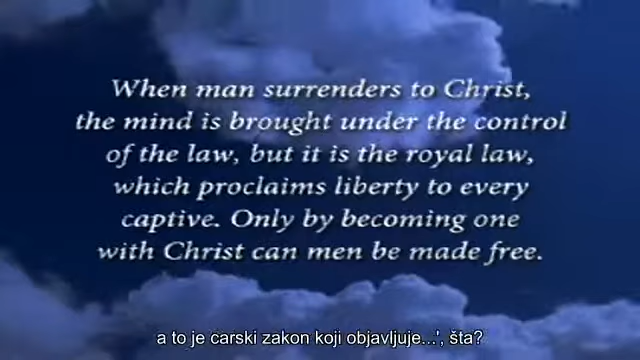 When man surrenders to Christ,
the mind is brought under the control
of the law, but it is the royal law,
which proclaims liberty to every
captive. Only by becoming one
with Christ can men be made free.
a to je carski zakon koji objavljuje...', šta?